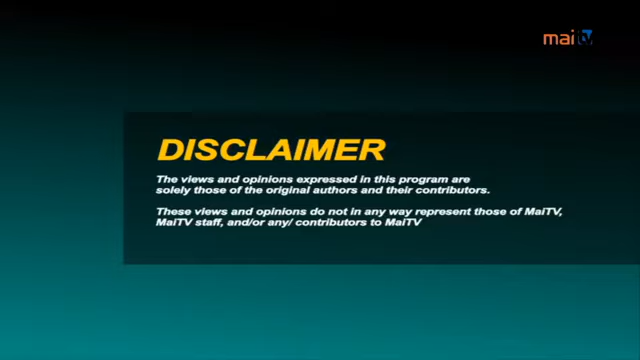 maitv
DISCLAIMER
The views and opinions expressed in this program are
solely those of the original authors and their contributors.
These views and opinions do not in any way represent those of MaiTV,
MaiTV staff, and/or any/ contributors to MaiTV